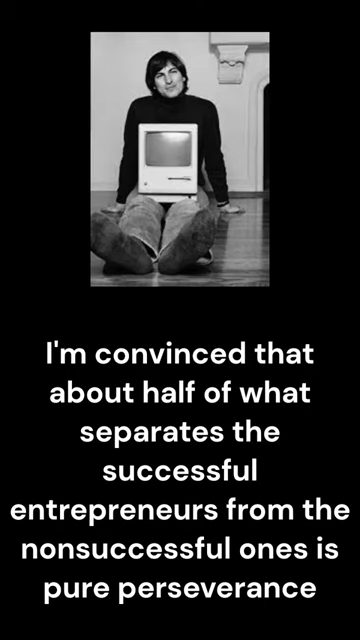 I'm convinced that
about half of what
separates the
successful
entrepreneurs from the
nonsuccessful ones is
pure perseverance